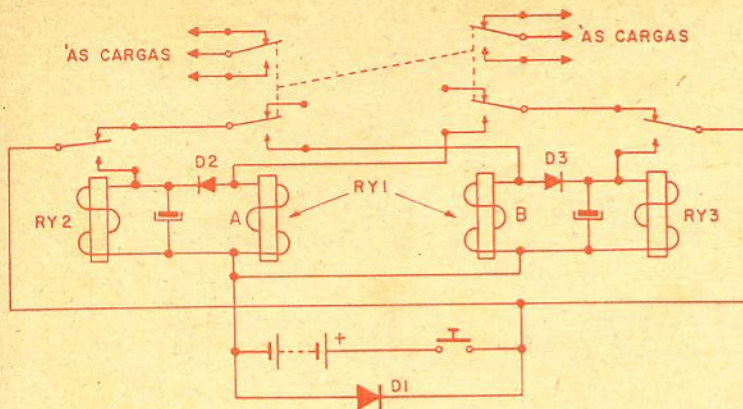 'AS CARGAS
'AS CARGAS
D2
D3
RY1
RY2
A
B
RY3
+
D1